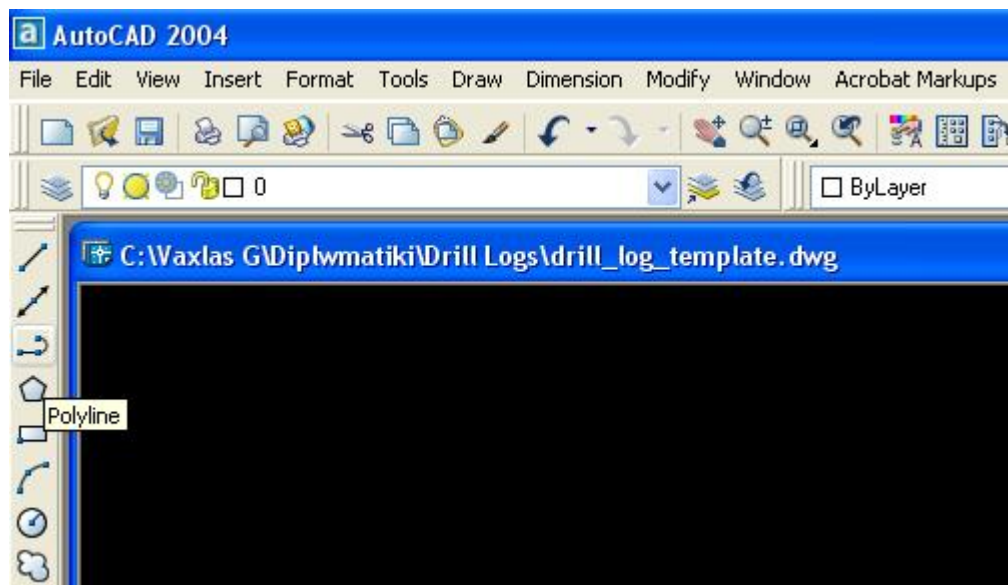 AutoCAD 2004
File Edit View Insert Format Tools Draw Dimension Modify Window Acrobat Markups
0 ByLayer
C:\Vaxlas G\Diplwmatiki\Drill Logs\drill_log_template.dwg
Polyline